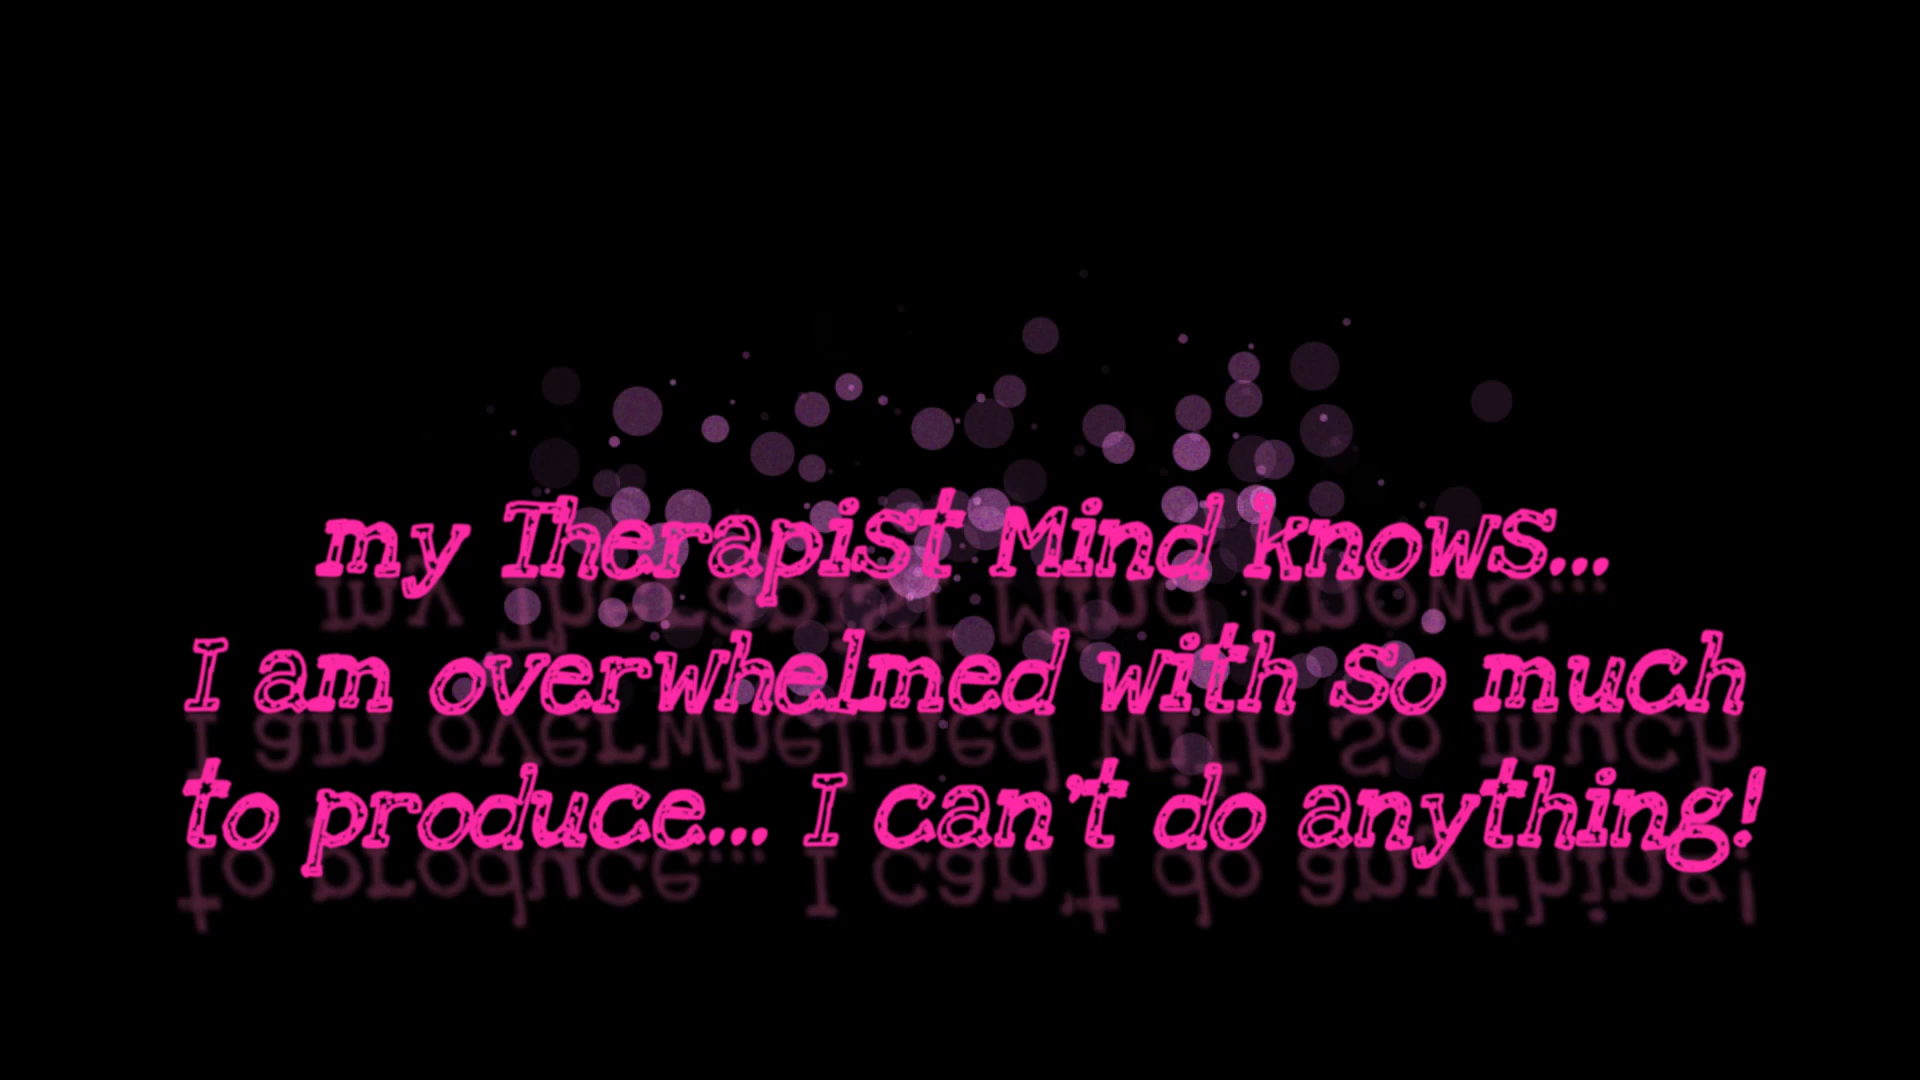 my Therapist Mind knows...
I am overwhelmed with so much
to produce... I can't do anything!